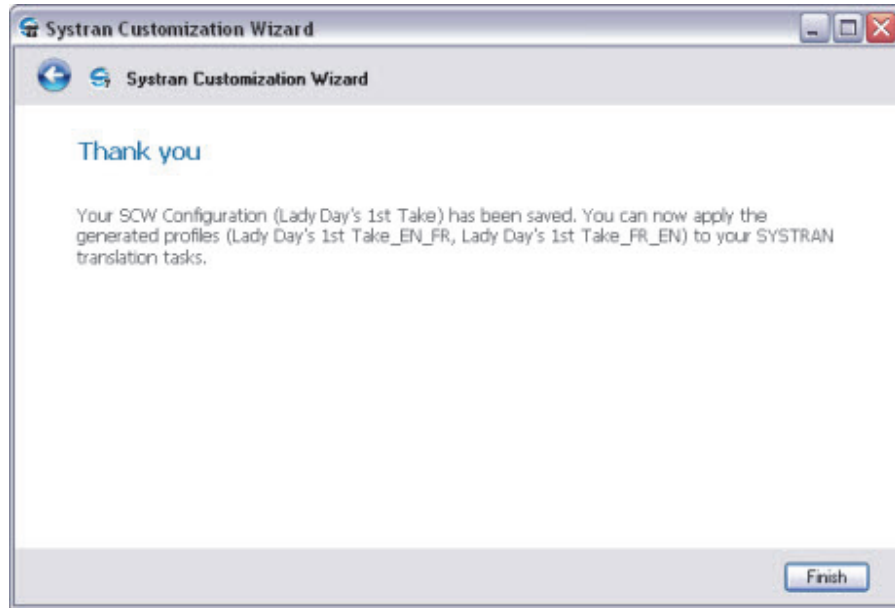 Systran Customization Wizard
Systran Customization Wizard
Thank you
Your SCW Configuration (Lady Day's 1st Take) has been saved. You can now apply the
generated profiles (Lady Day's 1st Take_EN_FR, Lady Day's 1st Take_FR_EN) to your SYSTRAN
translation tasks.
Finish